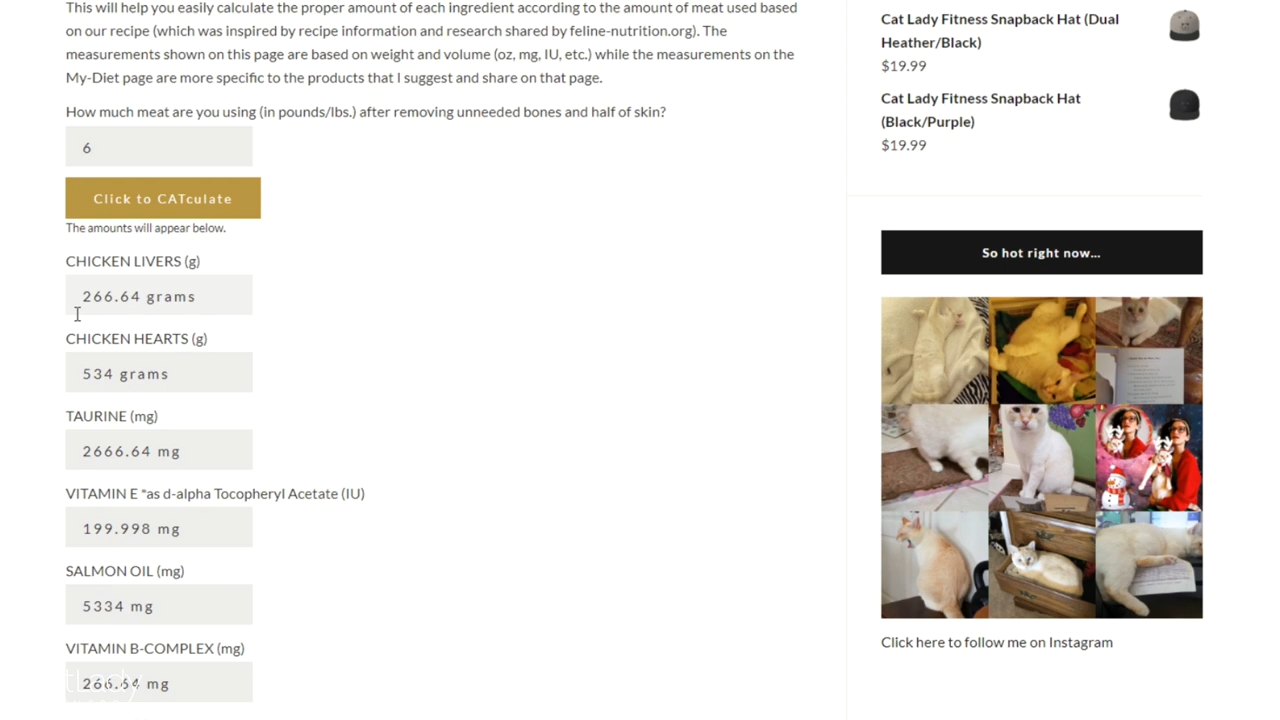 This will help you easily calculate the proper amount of each ingredient according to the amount of meat used based
on our recipe (which was inspired by recipe information and research shared by feline-nutrition.org). The
measurements shown on this page are based on weight and volume (oz, mg, IU, etc.) while the measurements on the
My-Diet page are more specific to the products that I suggest and share on that page.
How much meat are you using (in pounds/lbs.) after removing unneeded bones and half of skin?
6
Click to CATculate
The amounts will appear below.
CHICKEN LIVERS (g)
266.64 grams
CHICKEN HEARTS (g)
534 grams
TAURINE (mg)
2666.64 mg
VITAMIN E *as d-alpha Tocopheryl Acetate (IU)
199.998 mg
SALMON OIL (mg)
5334 mg
VITAMIN B-COMPLEX (mg)
266.64 mg
Cat Lady Fitness Snapback Hat (Dual
Heather/Black)
$19.99
Cat Lady Fitness Snapback Hat
(Black/Purple)
$19.99
So hot right now...
Click here to follow me on Instagram